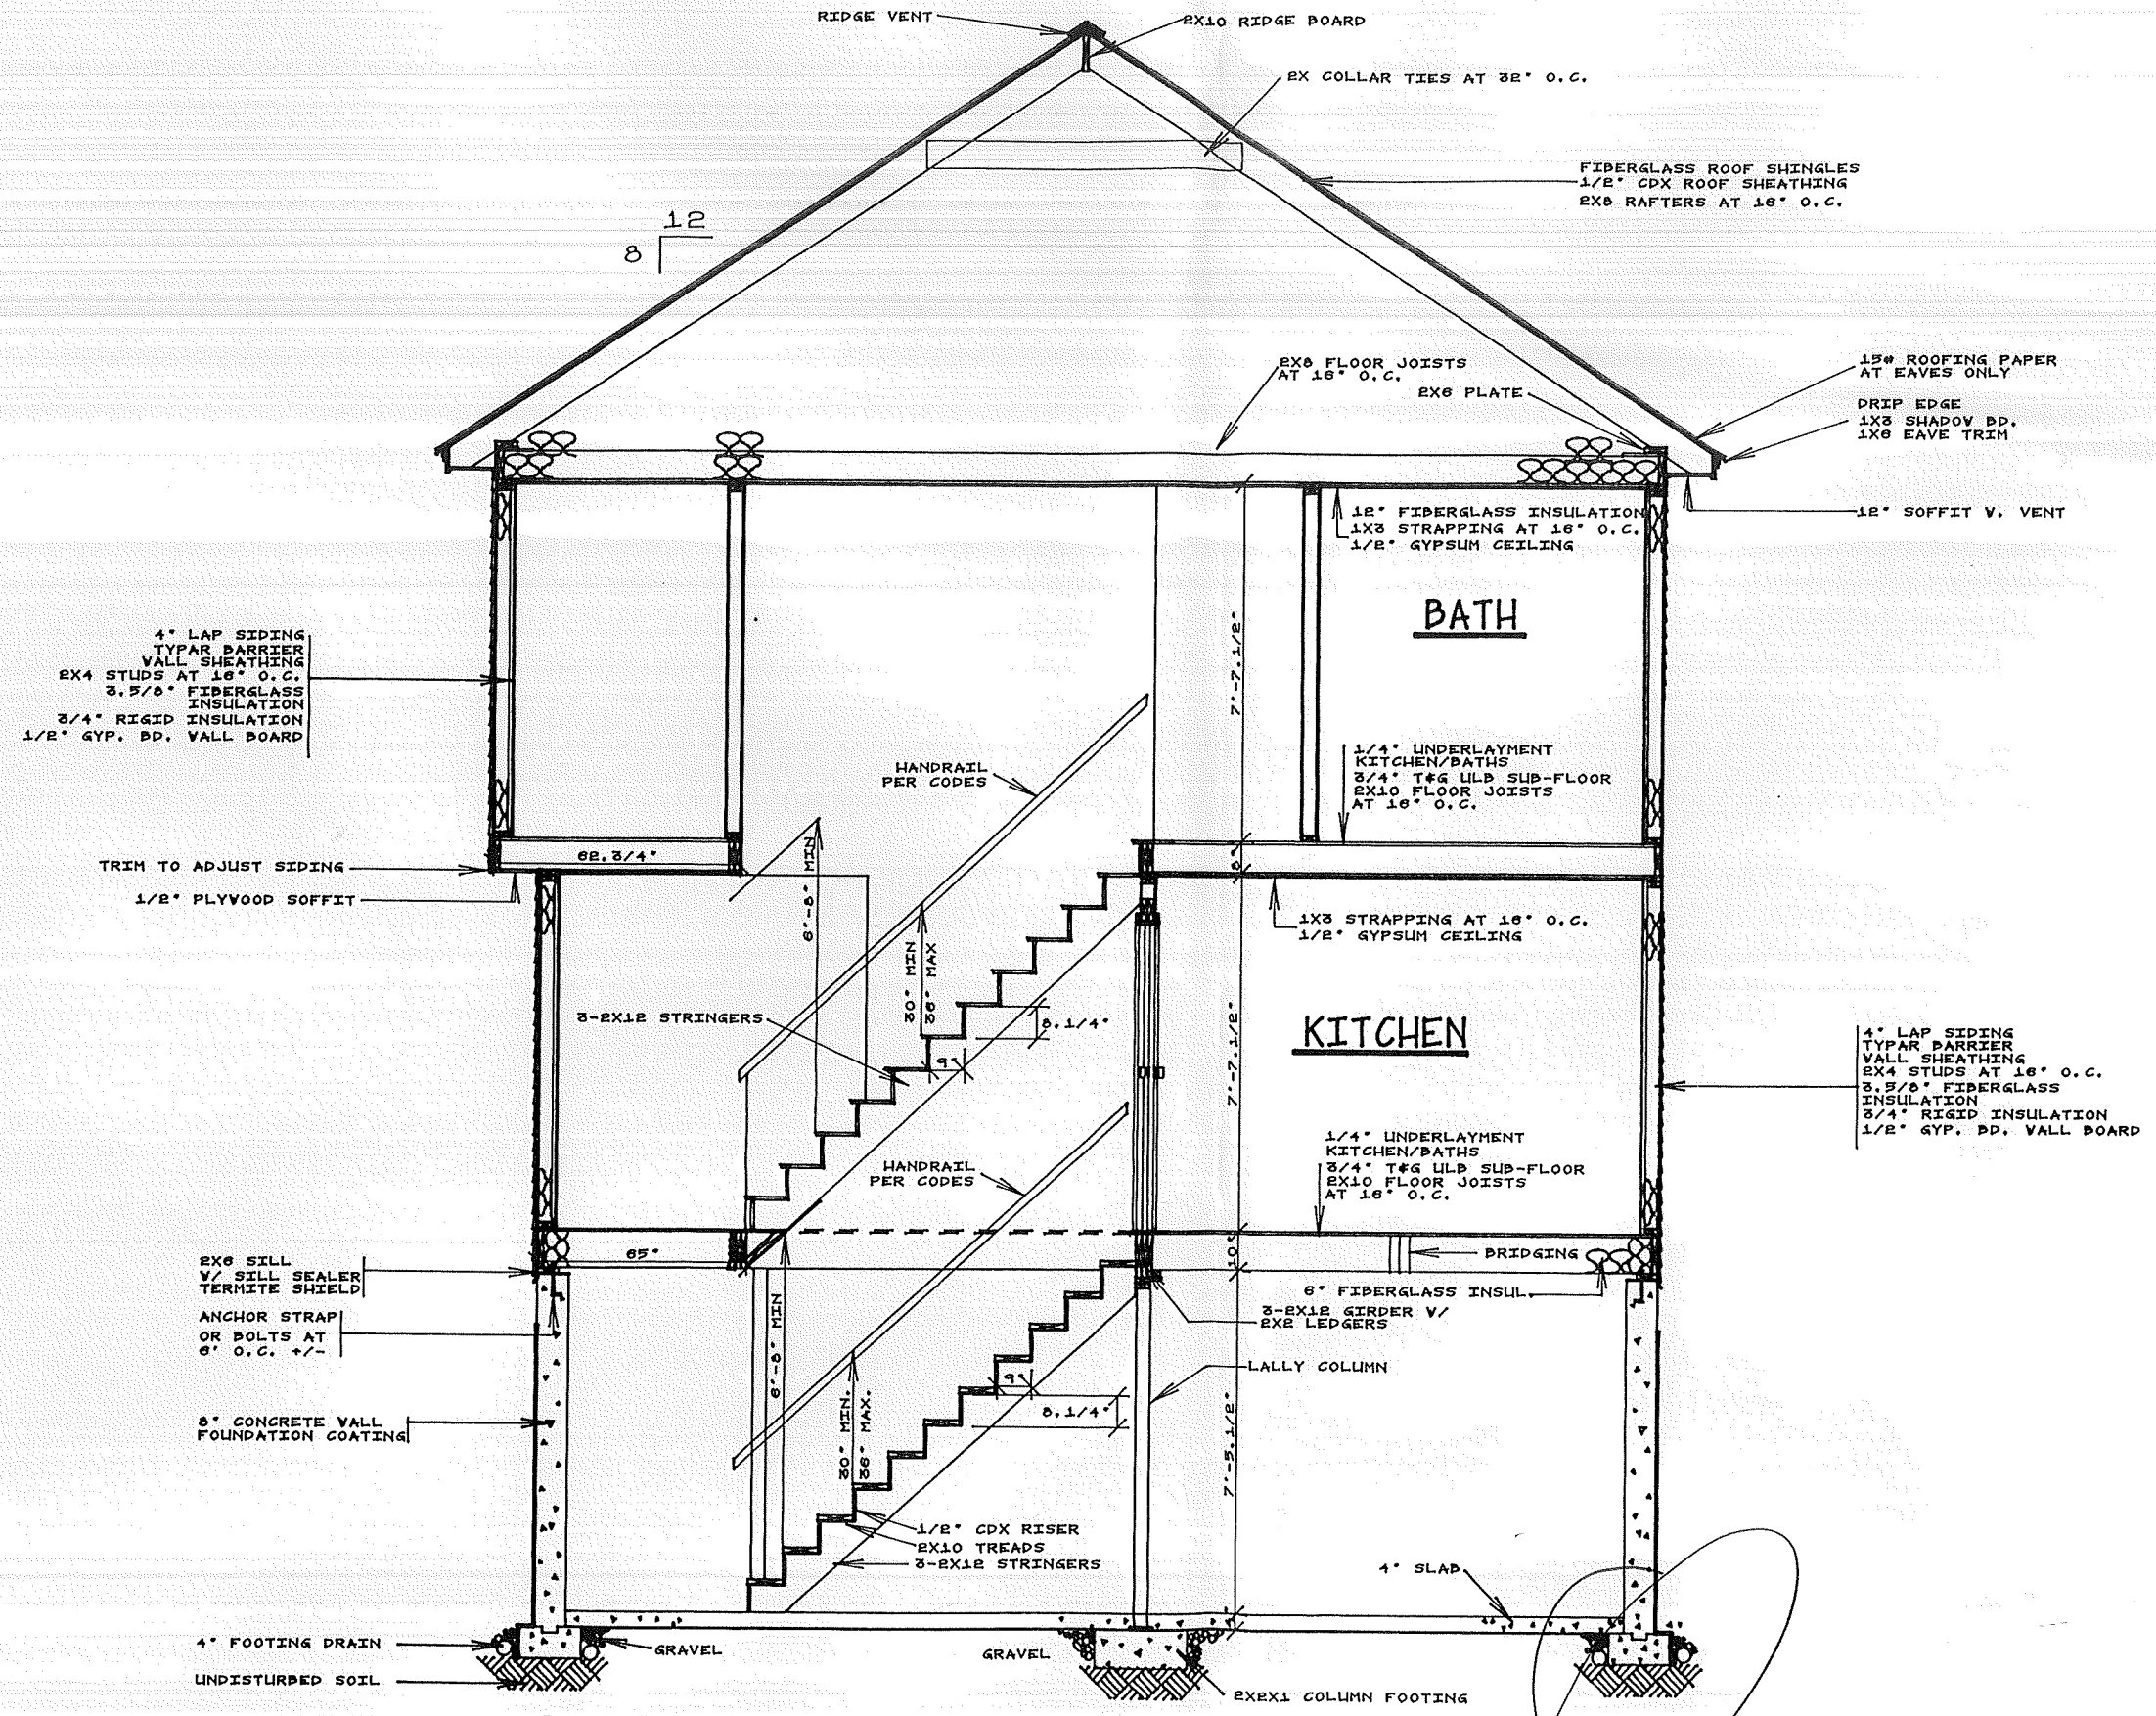 RIDGE VENT
2X10 RIDGE BOARD
2X COLLAR TIES AT 32" O.C.
FIBERGLASS ROOF SHINGLES
1/2" CDX ROOF SHEATHING
2X8 RAFTERS AT 16" O.C.
12
8
2X8 FLOOR JOISTS
AT 16" O.C.
2X6 PLATE
15# ROOFING PAPER
AT EAVES ONLY
DRIP EDGE
1X3 SHADOW BD.
1X8 EAVE TRIM
12" SOFFIT W. VENT
12" FIBERGLASS INSULATION
1X3 STRAPPING AT 16" O.C.
1/2" GYPSUM CEILING
BATH
7'-7.1/2"
4" LAP SIDING
TYPAR BARRIER
WALL SHEATHING
2X4 STUDS AT 16" O.C.
3.5/8" FIBERGLASS
INSULATION
3/4" RIGID INSULATION
1/2" GYP. BD. WALL BOARD
HANDRAIL
PER CODES
1/4" UNDERLAYMENT
KITCHEN/BATHS
3/4" T&G ULB SUB-FLOOR
2X10 FLOOR JOISTS
AT 16" O.C.
62.3/4"
TRIM TO ADJUST SIDING
1/2" PLYWOOD SOFFIT
6'-8" MIN
8"
1X3 STRAPPING AT 16" O.C.
1/2" GYPSUM CEILING
30" MIN
36" MAX
3-2X12 STRINGERS
8.1/4"
9"
KITCHEN
7'-7.1/2"
4" LAP SIDING
TYPAR BARRIER
WALL SHEATHING
2X4 STUDS AT 16" O.C.
3.5/8" FIBERGLASS
INSULATION
3/4" RIGID INSULATION
1/2" GYP. BD. WALL BOARD
1/4" UNDERLAYMENT
KITCHEN/BATHS
3/4" T&G ULB SUB-FLOOR
2X10 FLOOR JOISTS
AT 16" O.C.
HANDRAIL
PER CODES
65"
10"
BRIDGING
6" FIBERGLASS INSUL.
3-2X12 GIRDER W/
2X2 LEDGERS
2X6 SILL
W/ SILL SEALER
TERMITE SHIELD
ANCHOR STRAP
OR BOLTS AT
6' O.C. +/-
6'-8" MIN
LALLY COLUMN
9"
8.1/4"
30" MIN.
36" MAX.
7'-5.1/2"
8" CONCRETE WALL
FOUNDATION COATING
1/2" CDX RISER
2X10 TREADS
3-2X12 STRINGERS
4" SLAB
4" FOOTING DRAIN
GRAVEL
GRAVEL
UNDISTURBED SOIL
2X2X1 COLUMN FOOTING